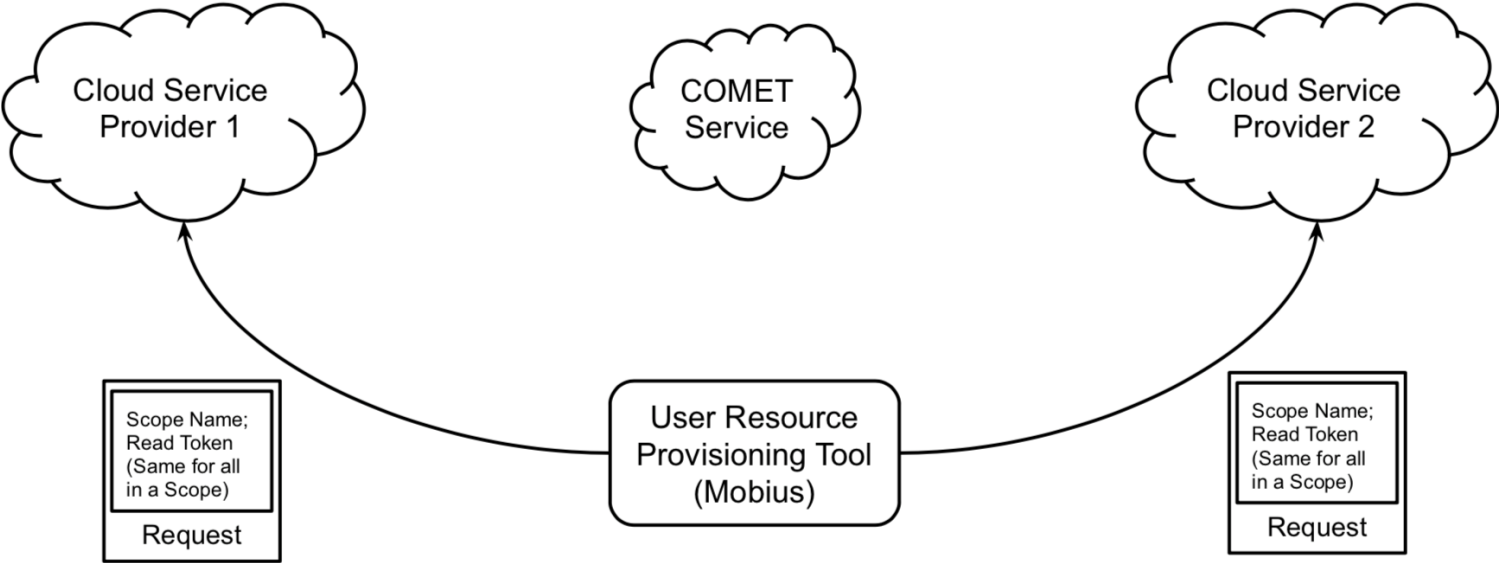 Cloud Service
Provider 1
COMET
Service
Cloud Service
Provider 2
Scope Name;
Read Token
(Same for all
in a Scope)
Request
User Resource
Provisioning Tool
(Mobius)
Scope Name;
Read Token
(Same for all
in a Scope)
Request